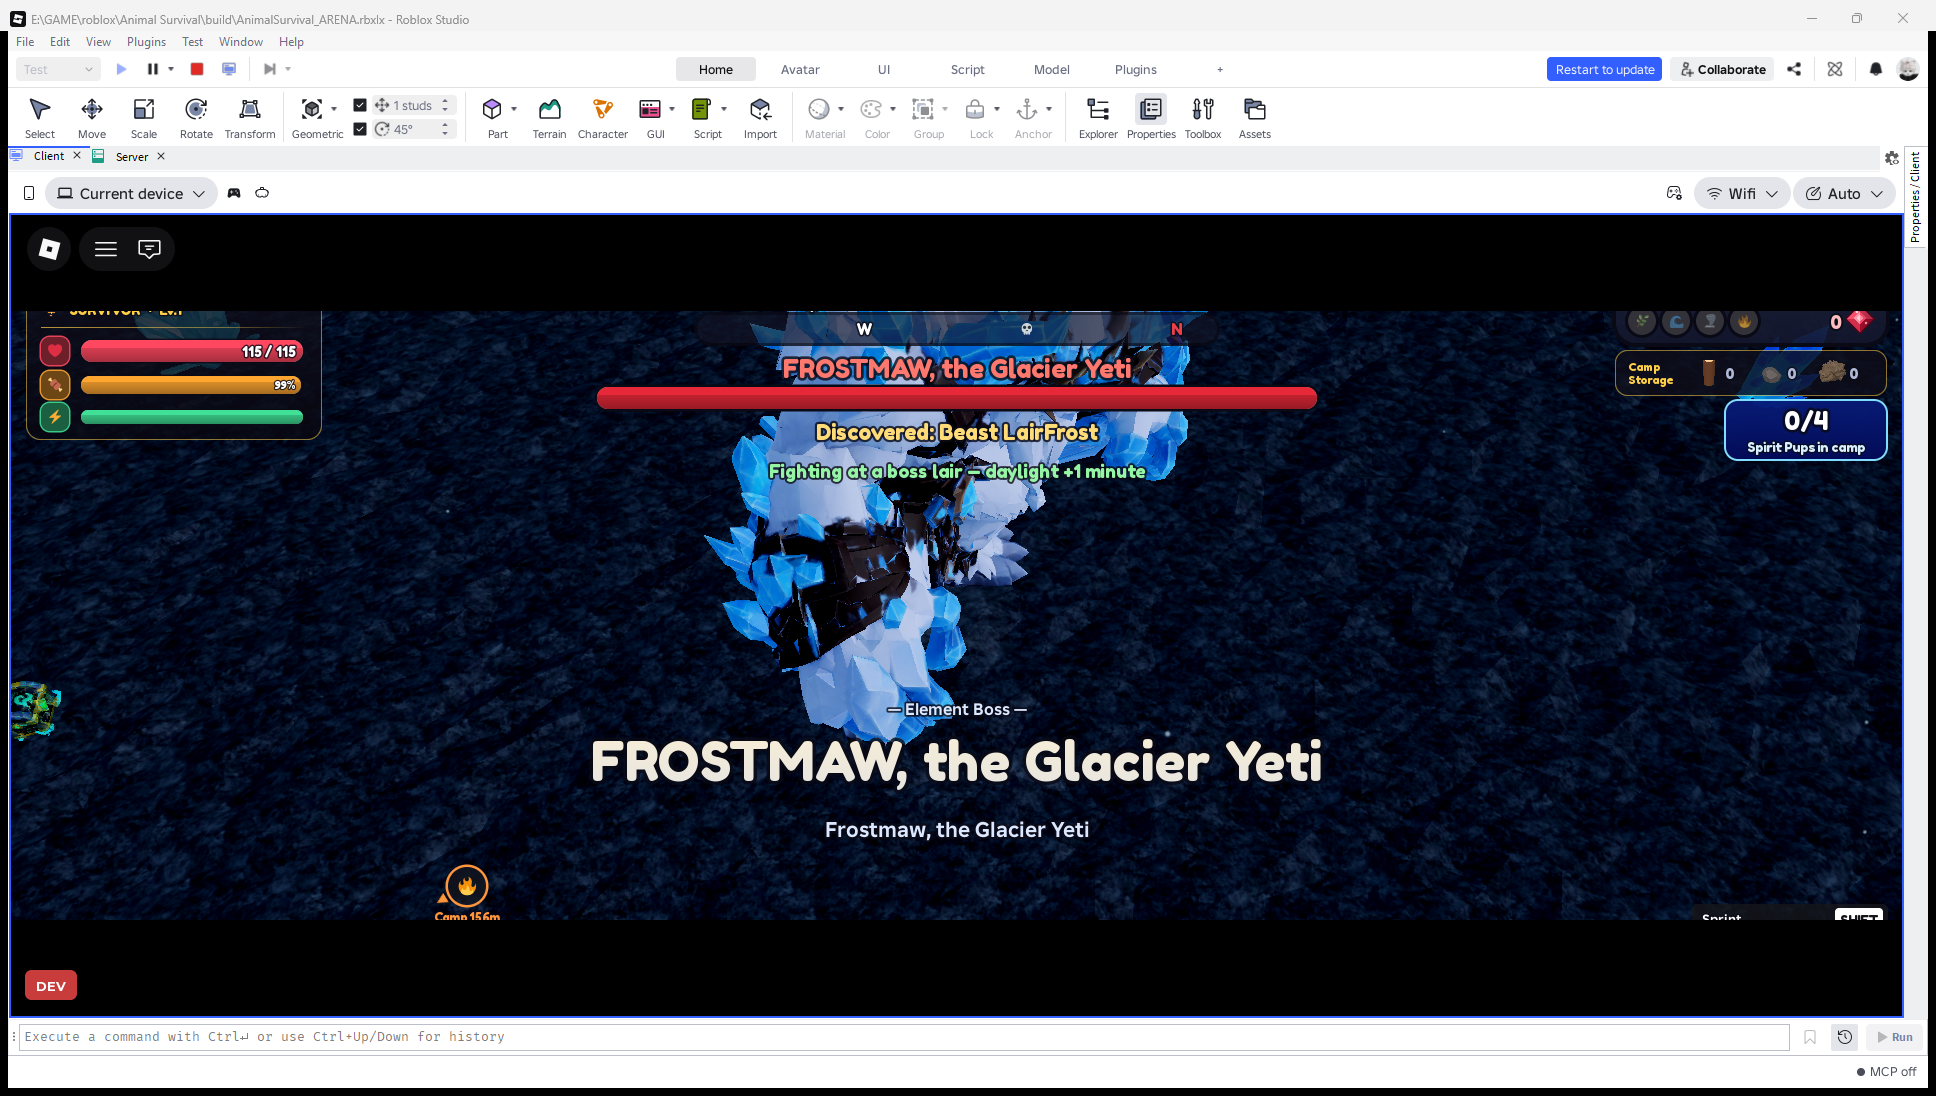 E:\GAME\roblox\Animal Survival\build\AnimalSurvival_ARENA.rbxlx - Roblox Studio
File Edit View Plugins Test Window Help
Test
Home Avatar UI Script Model Plugins +
Restart to update Collaborate
Select Move Scale Rotate Transform Geometric
1 studs
45°
Part Terrain Character GUI Script Import Material Color Group Lock Anchor Explorer Properties Toolbox Assets
Client Server
Properties / Client
Current device
Wifi Auto
115 / 115
99%
W N
FROSTMAW, the Glacier Yeti
Discovered: Beast LairFrost
Fighting at a boss lair — daylight +1 minute
0
Camp Storage
0 0 0
0/4
Spirit Pups in camp
— Element Boss —
FROSTMAW, the Glacier Yeti
Frostmaw, the Glacier Yeti
Camp 156m
Sprint SHIFT
DEV
Execute a command with Ctrl↵ or use Ctrl+Up/Down for history
Run
MCP off